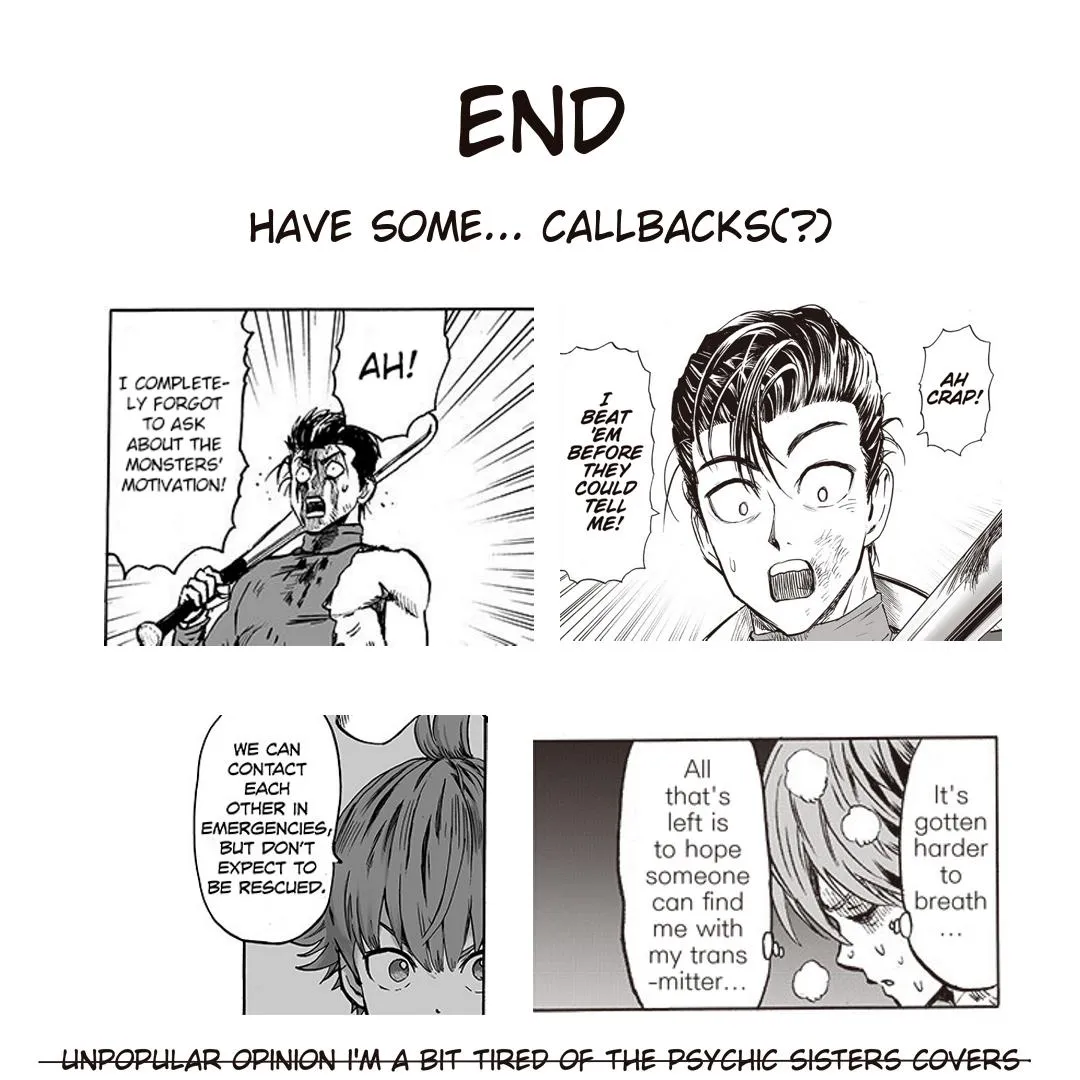 END
HAVE SOME... CALLBACKS(?)
I COMPLETE-
LY FORGOT
TO ASK
ABOUT THE
MONSTERS'
MOTIVATION!
AH!
I
BEAT
'EM
BEFORE
THEY
COULD
TELL
ME!
AH
CRAP!
WE CAN
CONTACT
EACH
OTHER IN
EMERGENCIES,
BUT DON'T
EXPECT TO
BE RESCUED.
All
that's
left is
to hope
someone
can find
me with
my trans
-mitter...
It's
gotten
harder
to
breath
...
UNPOPULAR OPINION I'M A BIT TIRED OF THE PSYCHIC SISTERS COVERS